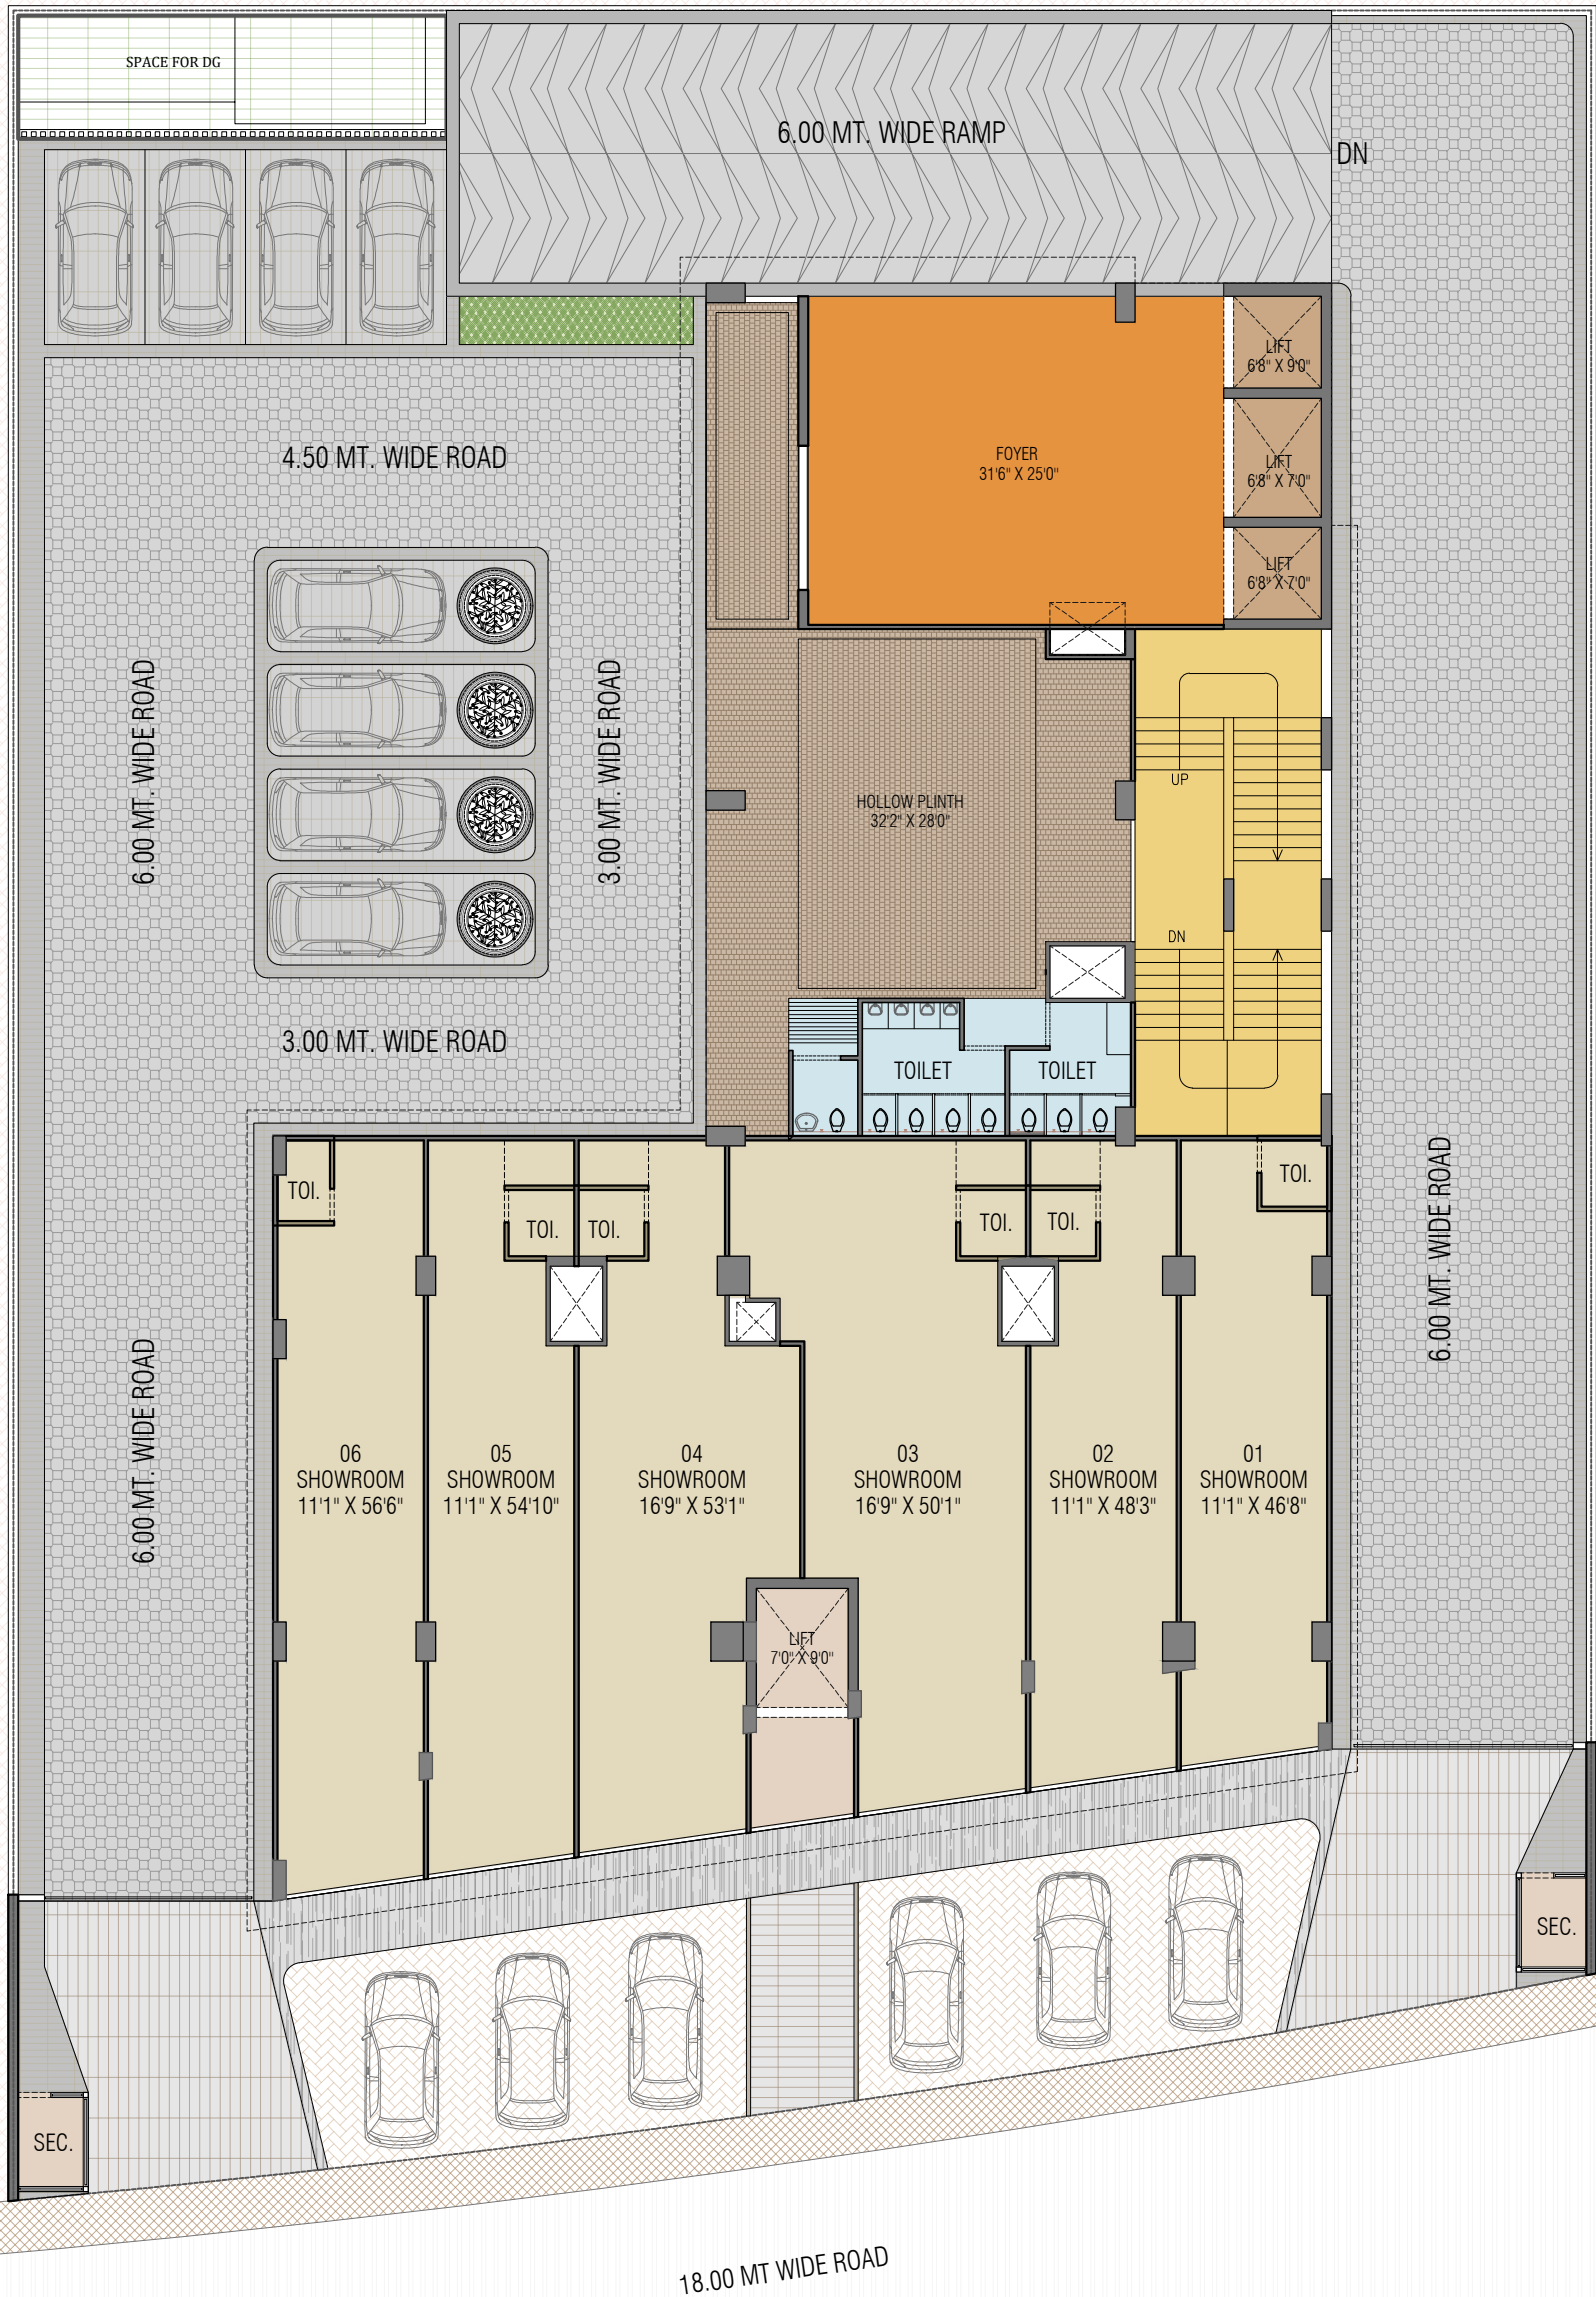 SPACE FOR DG
6.00 MT. WIDE RAMP
DN
LIFT
6'8" X 9'0"
4.50 MT. WIDE ROAD
FOYER
31'6" X 25'0"
LIFT
6'8" X 7'0"
LIFT
6'8" X 7'0"
6.00 MT. WIDE ROAD
3.00 MT. WIDE ROAD
UP
HOLLOW PLINTH
32'2" X 28'0"
DN
3.00 MT. WIDE ROAD
TOILET
TOILET
TOI.
TOI.
TOI.
TOI.
TOI.
TOI.
6.00 MT. WIDE ROAD
6.00 MT. WIDE ROAD
06
SHOWROOM
11'1" X 56'6"
05
SHOWROOM
11'1" X 54'10"
04
SHOWROOM
16'9" X 53'1"
03
SHOWROOM
16'9" X 50'1"
02
SHOWROOM
11'1" X 48'3"
01
SHOWROOM
11'1" X 46'8"
LIFT
7'0" X 9'0"
SEC.
SEC.
18.00 MT WIDE ROAD